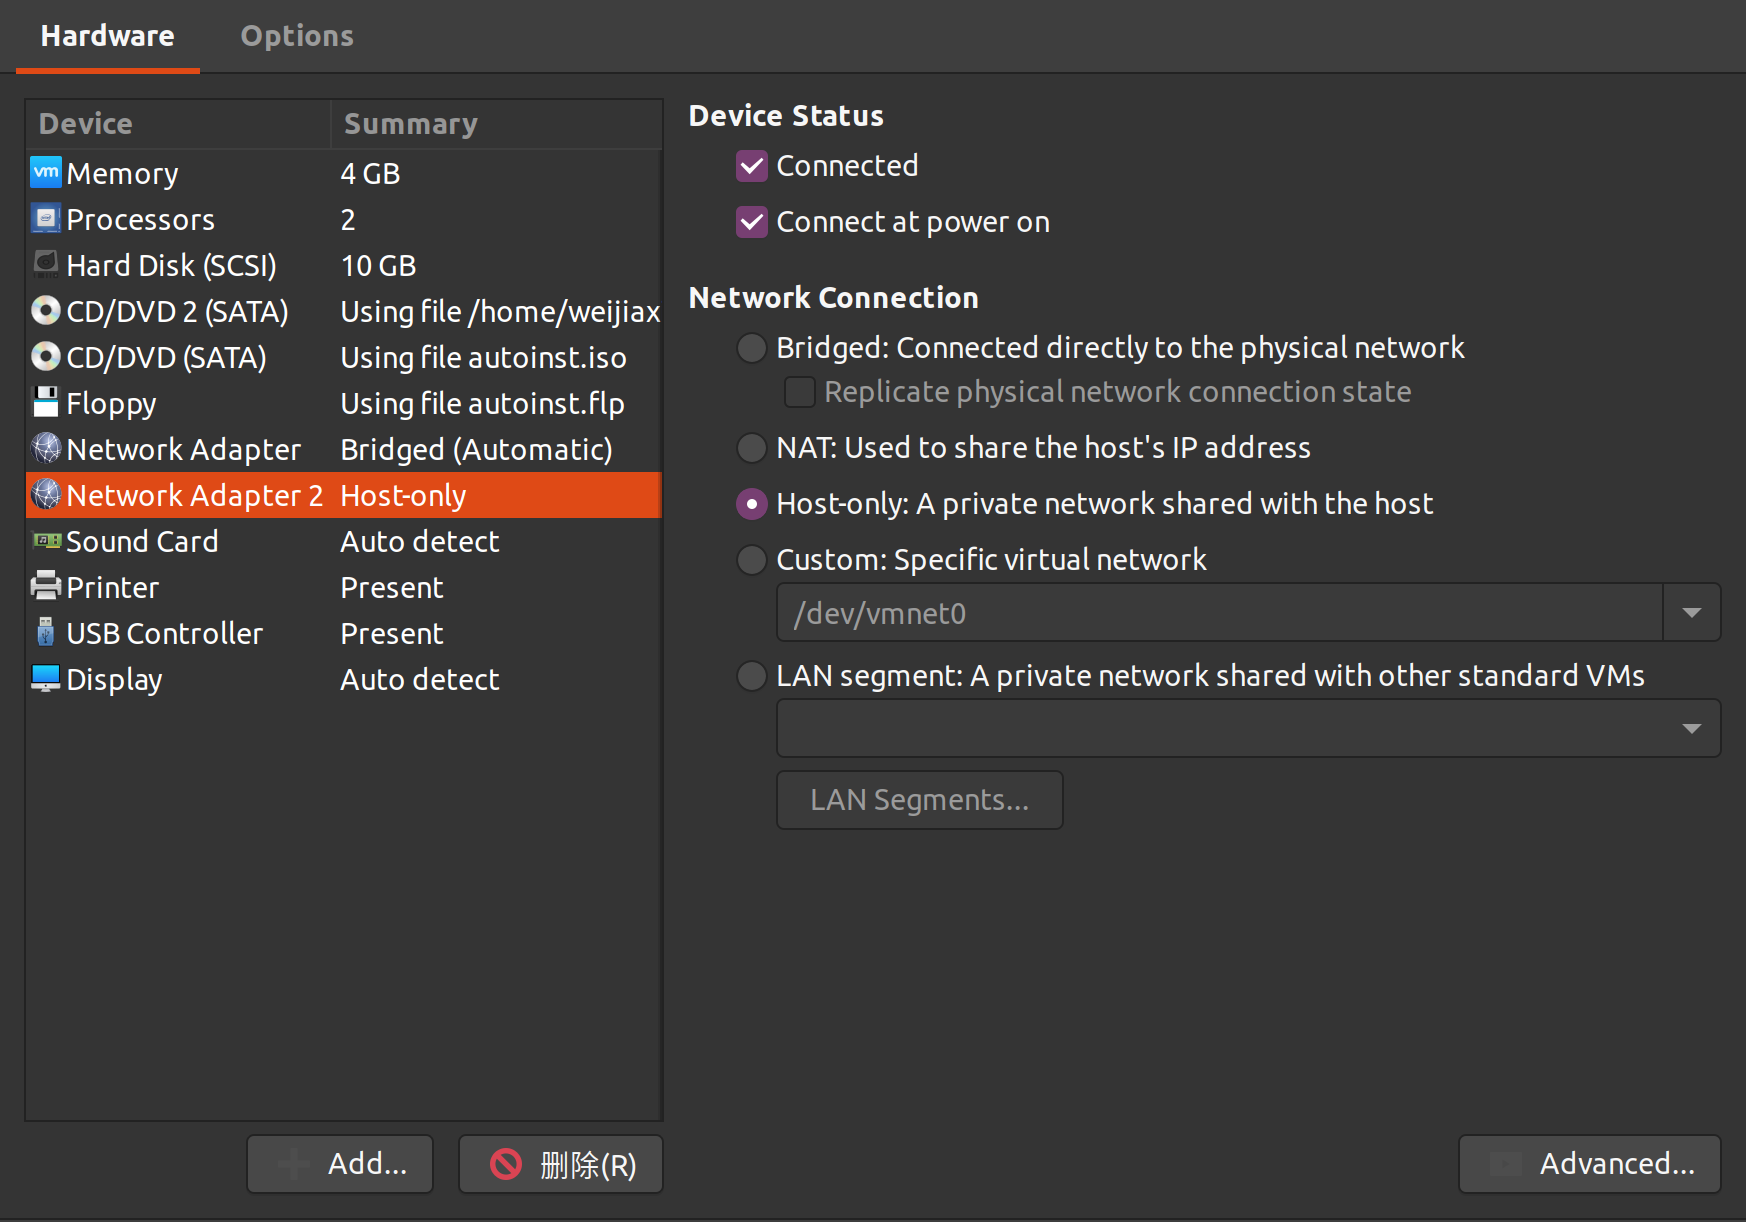 Hardware Options
Device Summary
Memory 4 GB
Processors 2
Hard Disk (SCSI) 10 GB
CD/DVD 2 (SATA) Using file /home/weijiax
CD/DVD (SATA) Using file autoinst.iso
Floppy Using file autoinst.flp
Network Adapter Bridged (Automatic)
Network Adapter 2 Host-only
Sound Card Auto detect
Printer Present
USB Controller Present
Display Auto detect
Add...
删除(R)
Device Status
Connected
Connect at power on
Network Connection
Bridged: Connected directly to the physical network
Replicate physical network connection state
NAT: Used to share the host's IP address
Host-only: A private network shared with the host
Custom: Specific virtual network
/dev/vmnet0
LAN segment: A private network shared with other standard VMs
LAN Segments...
Advanced...